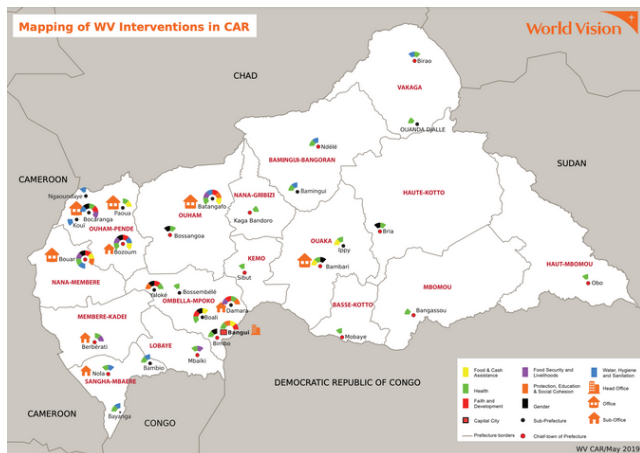 Mapping of WV Interventions in CAR
World Vision
CHAD
Birao
VAKAGA
OUANDA DJALLE
SUDAN
Ndélé
BAMINGUI-BANGORAN
CAMEROON
Ngaoundaye
Bamingui
HAUTE-KOTTO
NANA-GRIBIZI
Paoua
Batangafo
Bocaranga
OUHAM
Kaga Bandoro
Koui
OUHAM-PENDE
Bossangoa
Bria
OUAKA
Ippy
Bozoum
Bouar
KEMO
Bambari
Sibut
HAUT-MBOMOU
NANA-MEMBERE
Obo
Yaloké
Bossembélé
MBOMOU
OMBELLA-MPOKO
Damara
BASSE-KOTTO
MEMBERE-KADEI
Boali
Bangassou
Bangui
Bimbo
Mobaye
LOBAYE
Berbérati
Mbaïki
Bambio
Nola
SANGHA-MBAERE
DEMOCRATIC REPUBLIC OF CONGO
Bayanga
CAMEROON
CONGO
Food & Cash
Assistance
Food Security and
Livelihoods
Water, Hygiene
and Sanitation
Health
Protection, Education
& Social Cohesion
Head Office
Faith and
Development
Gender
Office
Capital City
Sub-Prefecture
Sub-Office
Prefecture borders
Chief-town of Prefecture
WV CAR/May 2019